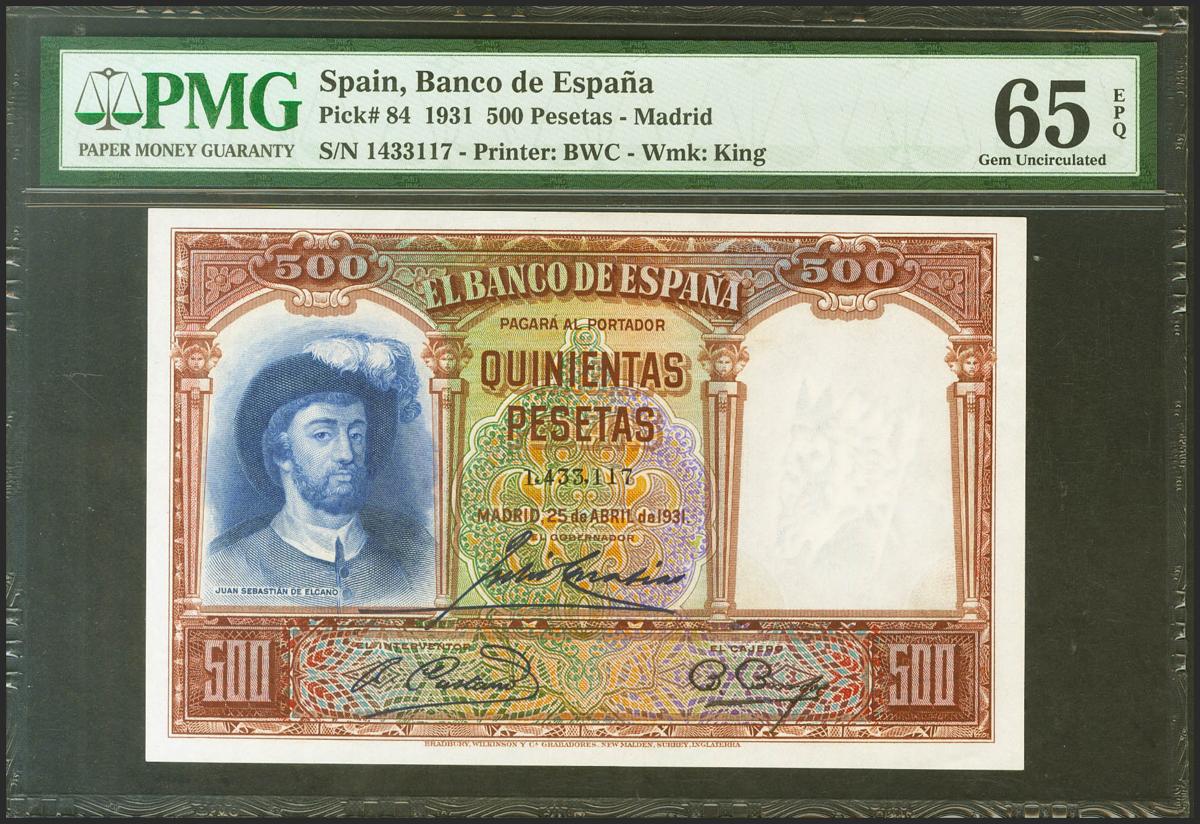 PMG
PAPER MONEY GUARANTY
Spain, Banco de España
Pick# 84 1931 500 Pesetas - Madrid
S/N 1433117 - Printer: BWC - Wmk: King
65
EPQ
Gem Uncirculated
500
500
EL BANCO DE ESPAÑA
PAGARÁ AL PORTADOR
QUINIENTAS
PESETAS
1.433.117
MADRID, 25 de ABRIL de 1931.
EL GOBERNADOR
JUAN SEBASTIÁN DE ELCANO
EL INTERVENTOR
EL CAJERO
500
500
BRADBURY, WILKINSON Y Cª GRABADORES. NEW MALDEN, SURREY, INGLATERRA